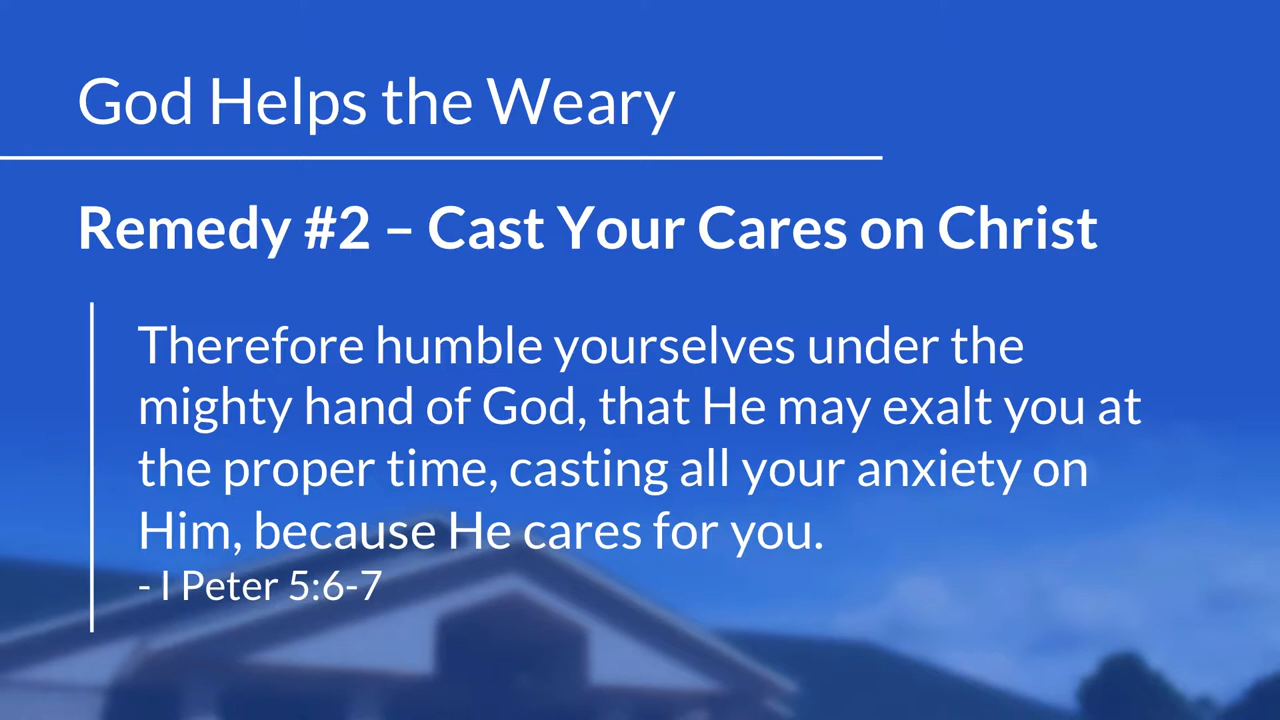 God Helps the Weary
Remedy #2 – Cast Your Cares on Christ
Therefore humble yourselves under the
mighty hand of God, that He may exalt you at
the proper time, casting all your anxiety on
Him, because He cares for you.
- I Peter 5:6-7